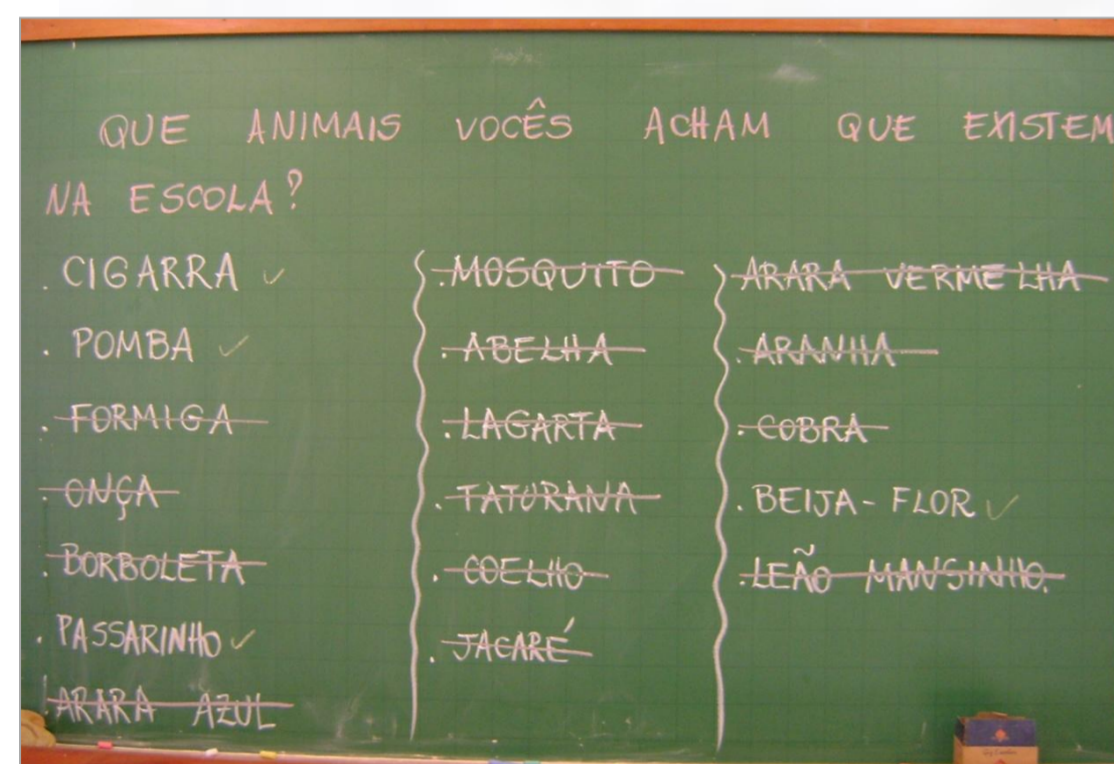 QUE ANIMAIS VOCÊS ACHAM QUE EXISTEM
NA ESCOLA?
. CIGARRA ✓
. POMBA ✓
. FORMIGA
. ONÇA
. BORBOLETA
. PASSARINHO ✓
. ARARA AZUL
. MOSQUITO
. ABELHA
. LAGARTA
. TATURANA
. COELHO
. JACARÉ
. ARARA VERMELHA
. ARANHA
. COBRA
. BEIJA-FLOR ✓
. LEÃO MANSINHO.